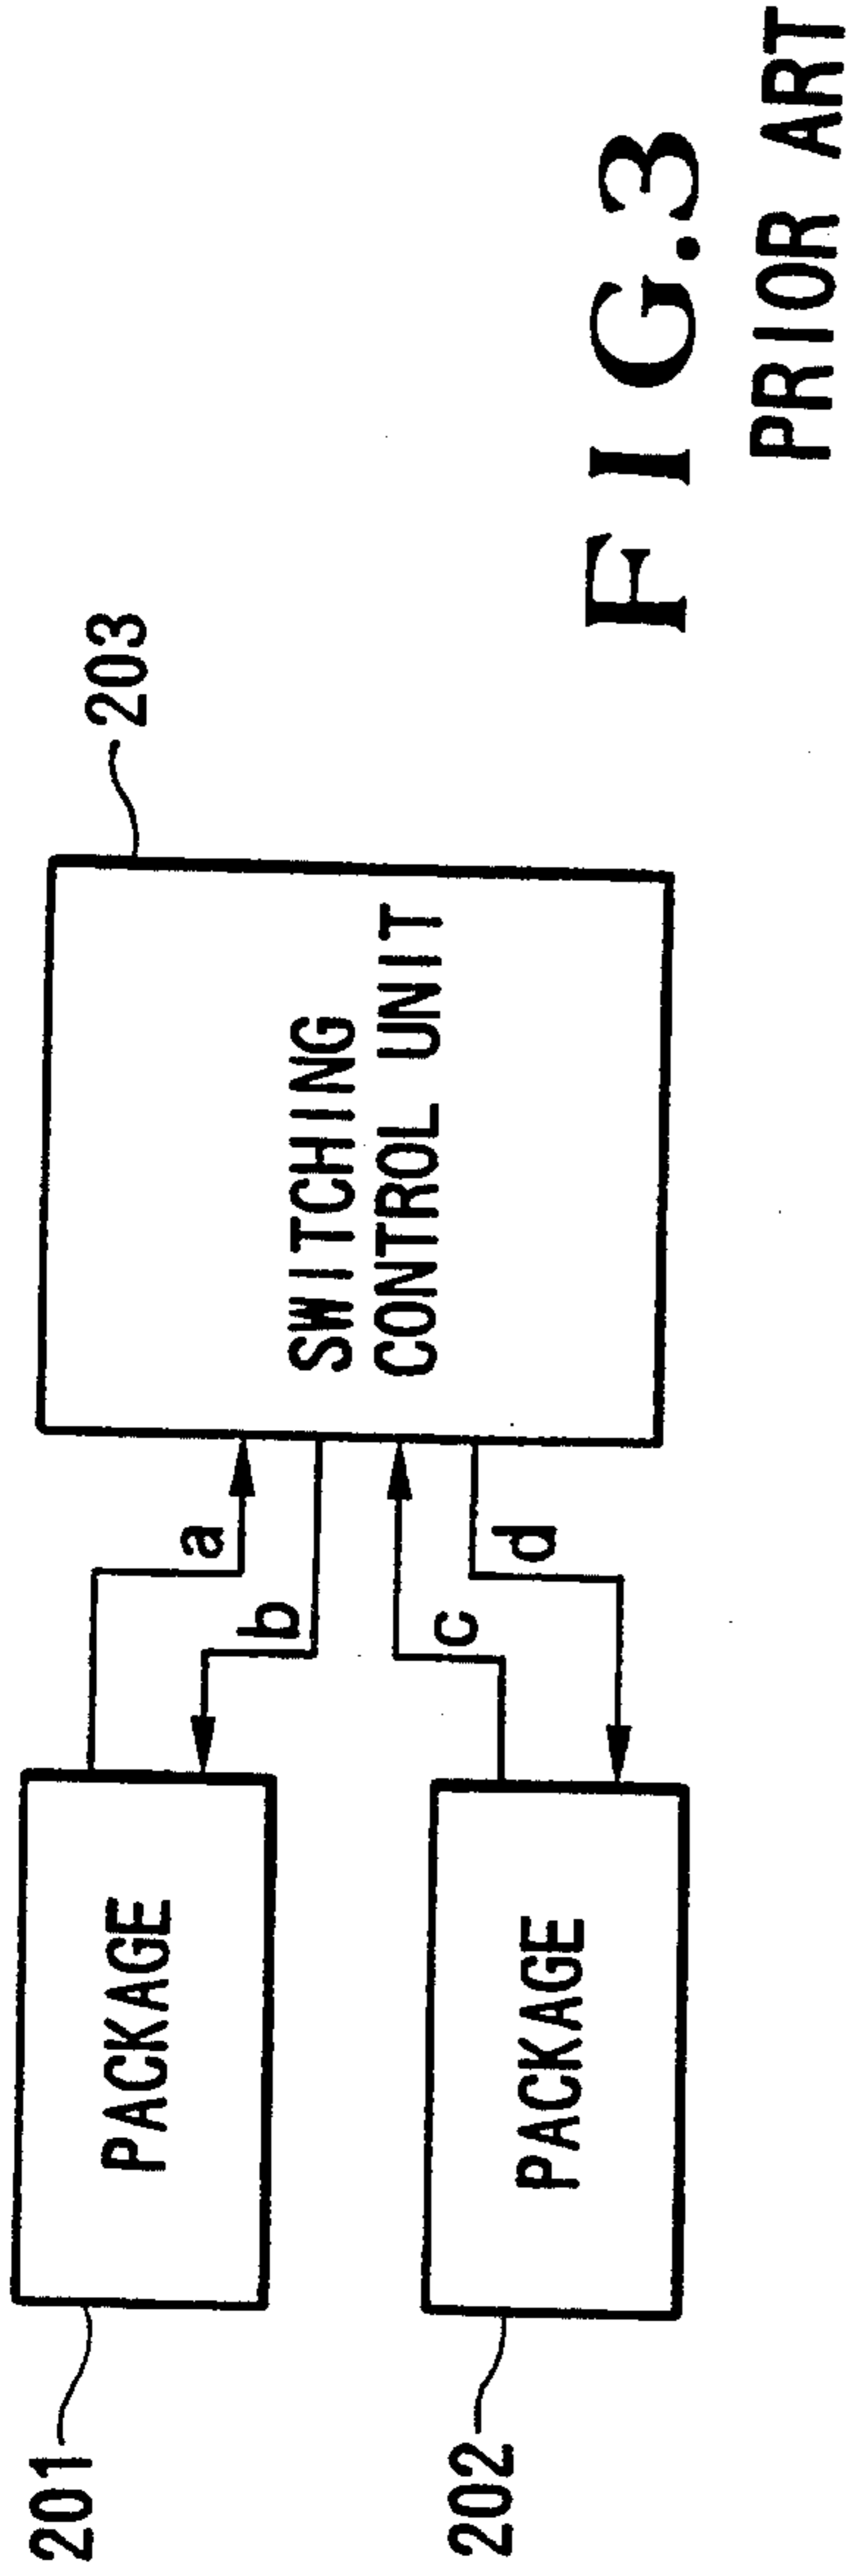 201
PACKAGE
a
b
202
PACKAGE
c
d
SWITCHING
CONTROL UNIT
203
FIG.3
PRIOR ART